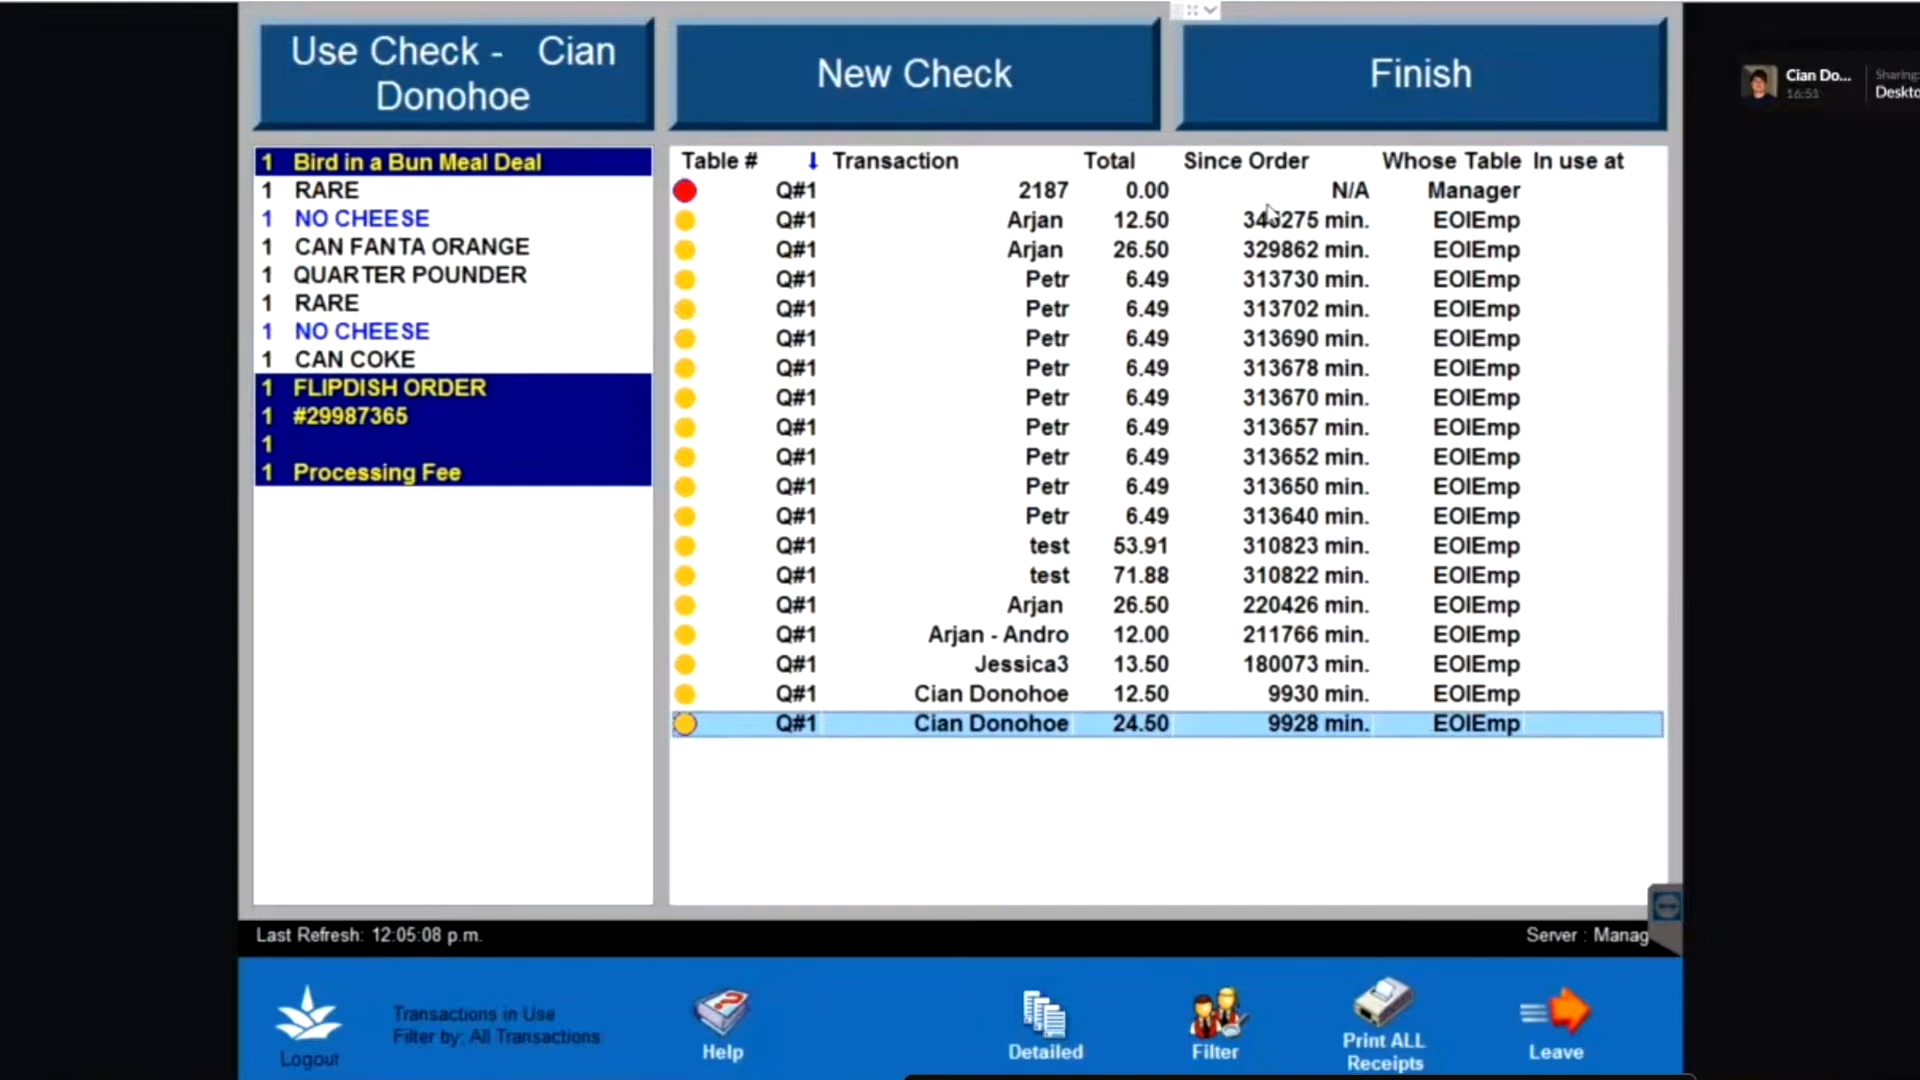 Use Check - Cian
Donohoe
New Check
Finish
Cian Do...
16:51
Sharing:
Deskto
1 Bird in a Bun Meal Deal
1 RARE
1 NO CHEESE
1 CAN FANTA ORANGE
1 QUARTER POUNDER
1 RARE
1 NO CHEESE
1 CAN COKE
1 FLIPDISH ORDER
1 #29987365
1
1 Processing Fee
Table # Transaction Total Since Order Whose Table In use at
Q#1 2187 0.00 N/A Manager
Q#1 Arjan 12.50 min. EOIEmp
Q#1 Arjan 26.50 329862 min. EOIEmp
Q#1 Petr 6.49 313730 min. EOIEmp
Q#1 Petr 6.49 313702 min. EOIEmp
Q#1 Petr 6.49 313690 min. EOIEmp
Q#1 Petr 6.49 313678 min. EOIEmp
Q#1 Petr 6.49 313670 min. EOIEmp
Q#1 Petr 6.49 313657 min. EOIEmp
Q#1 Petr 6.49 313652 min. EOIEmp
Q#1 Petr 6.49 313650 min. EOIEmp
Q#1 Petr 6.49 313640 min. EOIEmp
Q#1 test 53.91 310823 min. EOIEmp
Q#1 test 71.88 310822 min. EOIEmp
Q#1 Arjan 26.50 220426 min. EOIEmp
Q#1 Arjan - Andro 12.00 211766 min. EOIEmp
Q#1 Jessica3 13.50 180073 min. EOIEmp
Q#1 Cian Donohoe 12.50 9930 min. EOIEmp
Q#1 Cian Donohoe 24.50 9928 min. EOIEmp
Last Refresh: 12:05:08 p.m.
Server : Manag
Logout
Transactions in Use
Filter by: All Transactions
Help
Detailed
Filter
Print ALL
Receipts
Leave